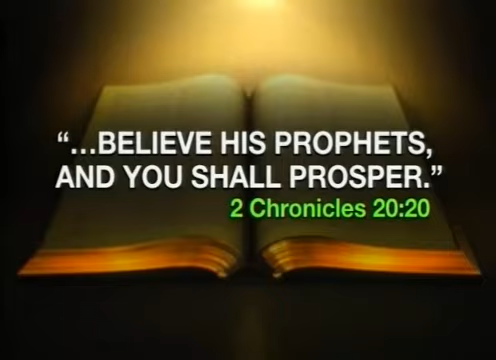 “...BELIEVE HIS PROPHETS,
AND YOU SHALL PROSPER.”
2 Chronicles 20:20